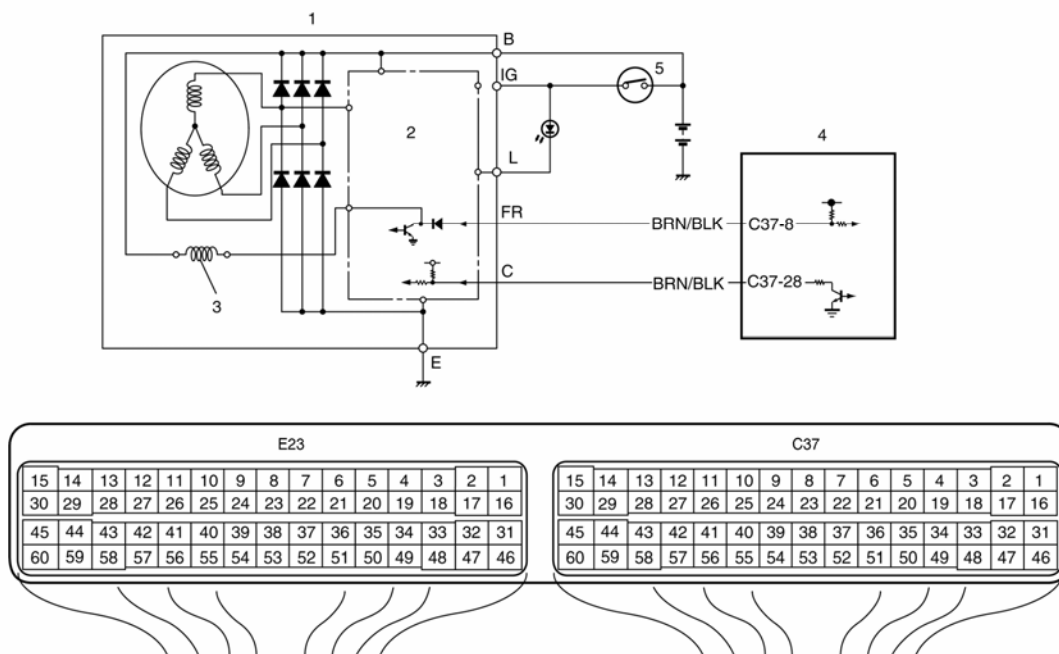 1
B
IG
5
2
4
L
FR
BRN/BLK
C37-8
C
BRN/BLK
C37-28
3
E
E23
C37
15 14 13 12 11 10 9 8 7 6 5 4 3 2 1
30 29 28 27 26 25 24 23 22 21 20 19 18 17 16
45 44 43 42 41 40 39 38 37 36 35 34 33 32 31
60 59 58 57 56 55 54 53 52 51 50 49 48 47 46
15 14 13 12 11 10 9 8 7 6 5 4 3 2 1
30 29 28 27 26 25 24 23 22 21 20 19 18 17 16
45 44 43 42 41 40 39 38 37 36 35 34 33 32 31
60 59 58 57 56 55 54 53 52 51 50 49 48 47 46